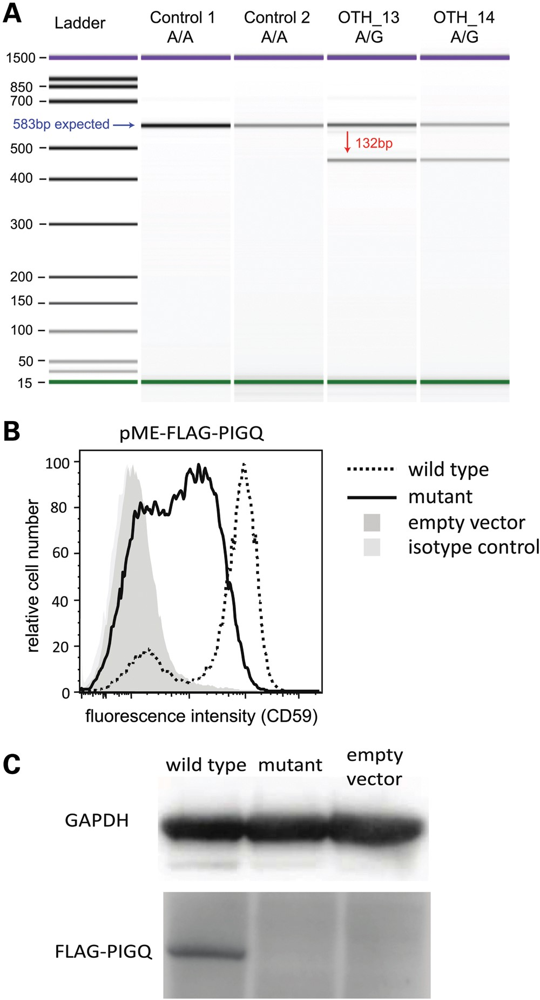 A
Ladder
Control 1
A/A
Control 2
A/A
OTH_13
A/G
OTH_14
A/G
1500
850
700
583bp expected
500
132bp
400
300
200
150
100
50
15
B
pME-FLAG-PIGQ
100
80
60
40
20
0
relative cell number
fluorescence intensity (CD59)
wild type
mutant
empty vector
isotype control
C
wild type
mutant
empty
vector
GAPDH
FLAG-PIGQ